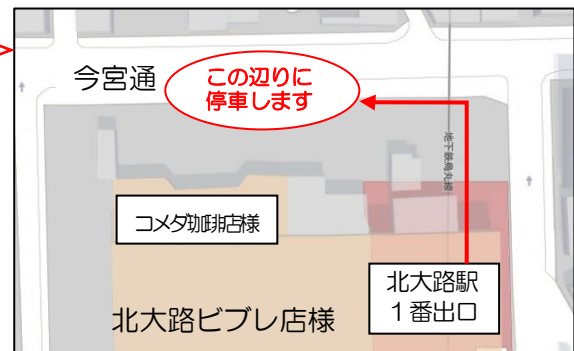 今宮通
この辺りに
停車します
地下鉄烏丸線
コメダ珈琲店様
北大路駅
１番出口
北大路ビブレ店様